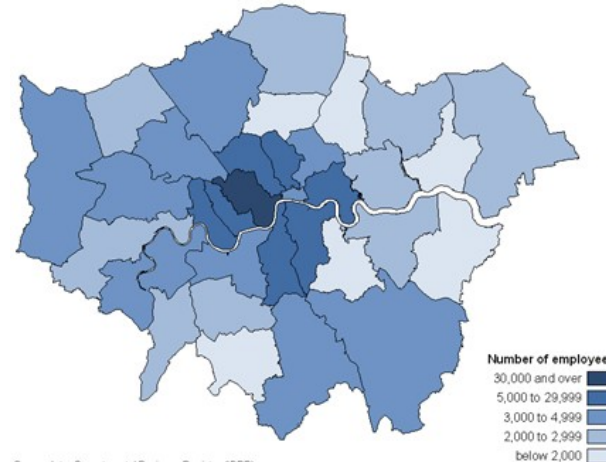 Number of employee
30,000 and over
5,000 to 29,999
3,000 to 4,999
2,000 to 2,999
below 2,000